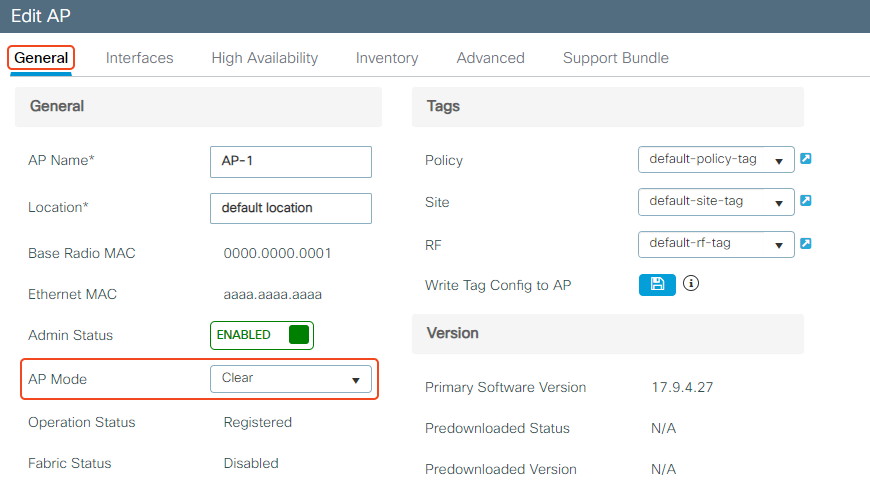 Edit AP
General Interfaces High Availability Inventory Advanced Support Bundle
General
AP Name* AP-1
Location* default location
Base Radio MAC 0000.0000.0001
Ethernet MAC aaaa.aaaa.aaaa
Admin Status ENABLED
AP Mode Clear
Operation Status Registered
Fabric Status Disabled
Tags
Policy default-policy-tag
Site default-site-tag
RF default-rf-tag
Write Tag Config to AP
Version
Primary Software Version 17.9.4.27
Predownloaded Status N/A
Predownloaded Version N/A